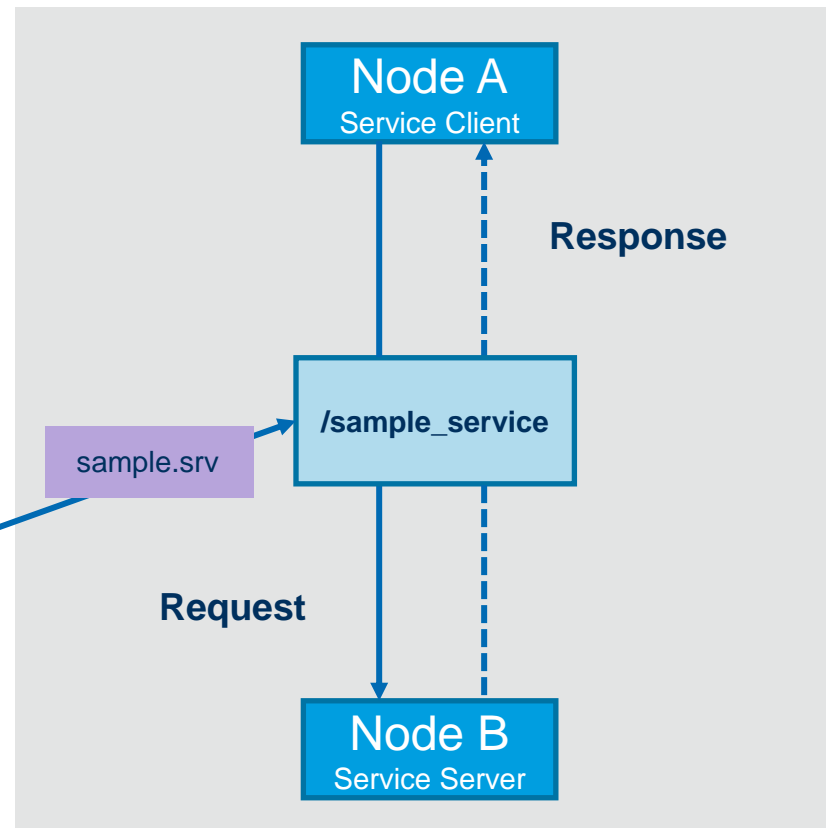 Node A
Service Client
Response
/sample_service
sample.srv
Request
Node B
Service Server